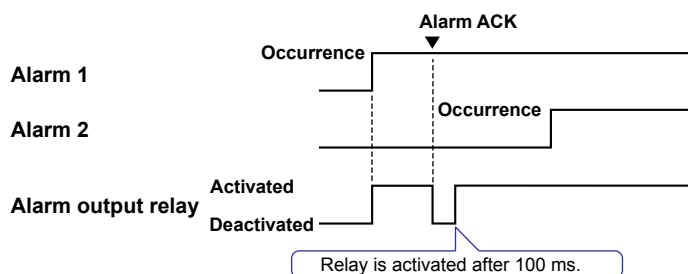 Alarm ACK
Occurrence
Alarm 1
Occurrence
Alarm 2
Activated
Alarm output relay
Deactivated
Relay is activated after 100 ms.